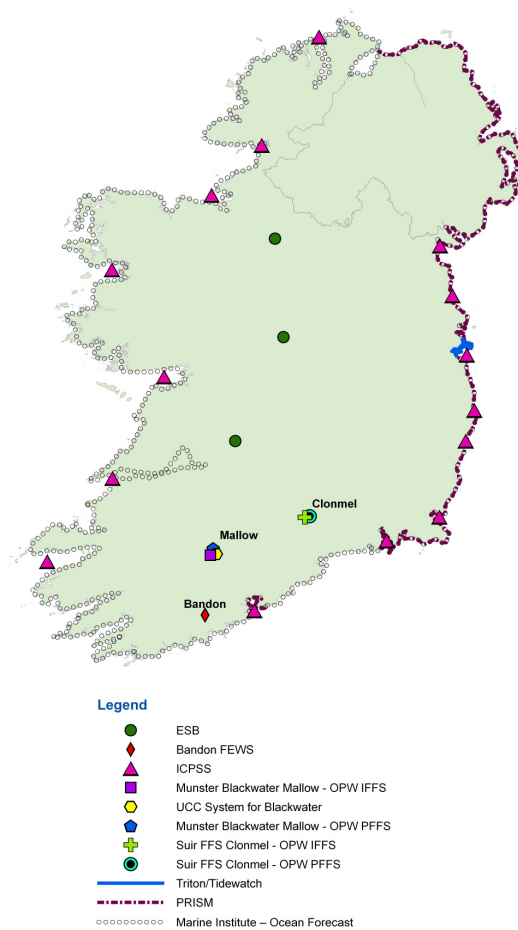 Clonmel
Mallow
Bandon
Legend
ESB
Bandon FEWS
ICPSS
Munster Blackwater Mallow - OPW IFFS
UCC System for Blackwater
Munster Blackwater Mallow - OPW PFFS
Suir FFS Clonmel - OPW IFFS
Suir FFS Clonmel - OPW PFFS
Triton/Tidewatch
PRISM
Marine Institute – Ocean Forecast